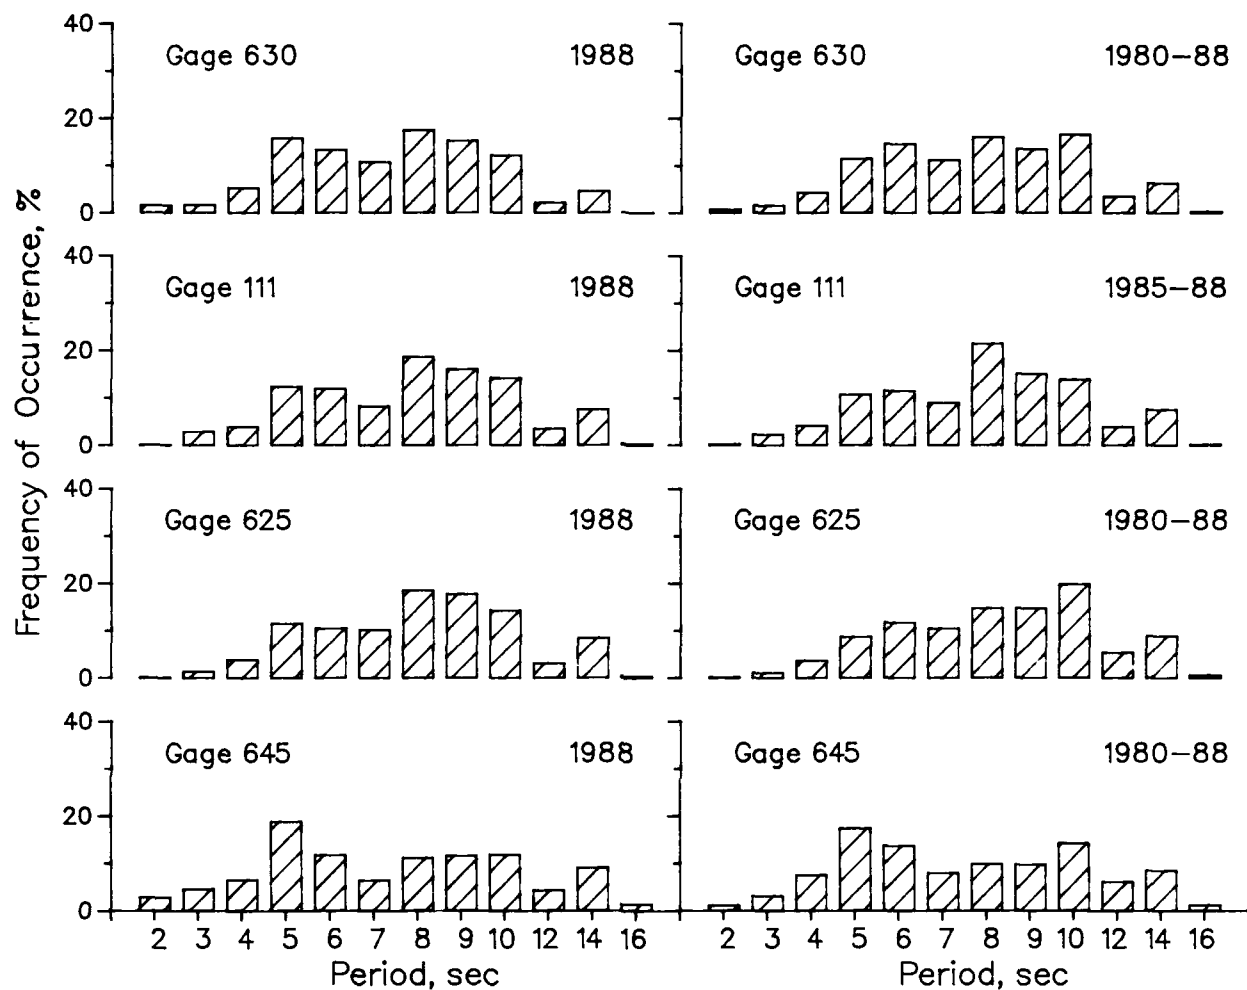 Frequency of Occurrence, %
40
20
0
Gage 630 1988
Gage 630 1980-88
40
20
0
Gage 111 1988
Gage 111 1985-88
40
20
0
Gage 625 1988
Gage 625 1980-88
40
20
0
Gage 645 1988
Gage 645 1980-88
2 3 4 5 6 7 8 9 10 12 14 16
2 3 4 5 6 7 8 9 10 12 14 16
Period, sec
Period, sec